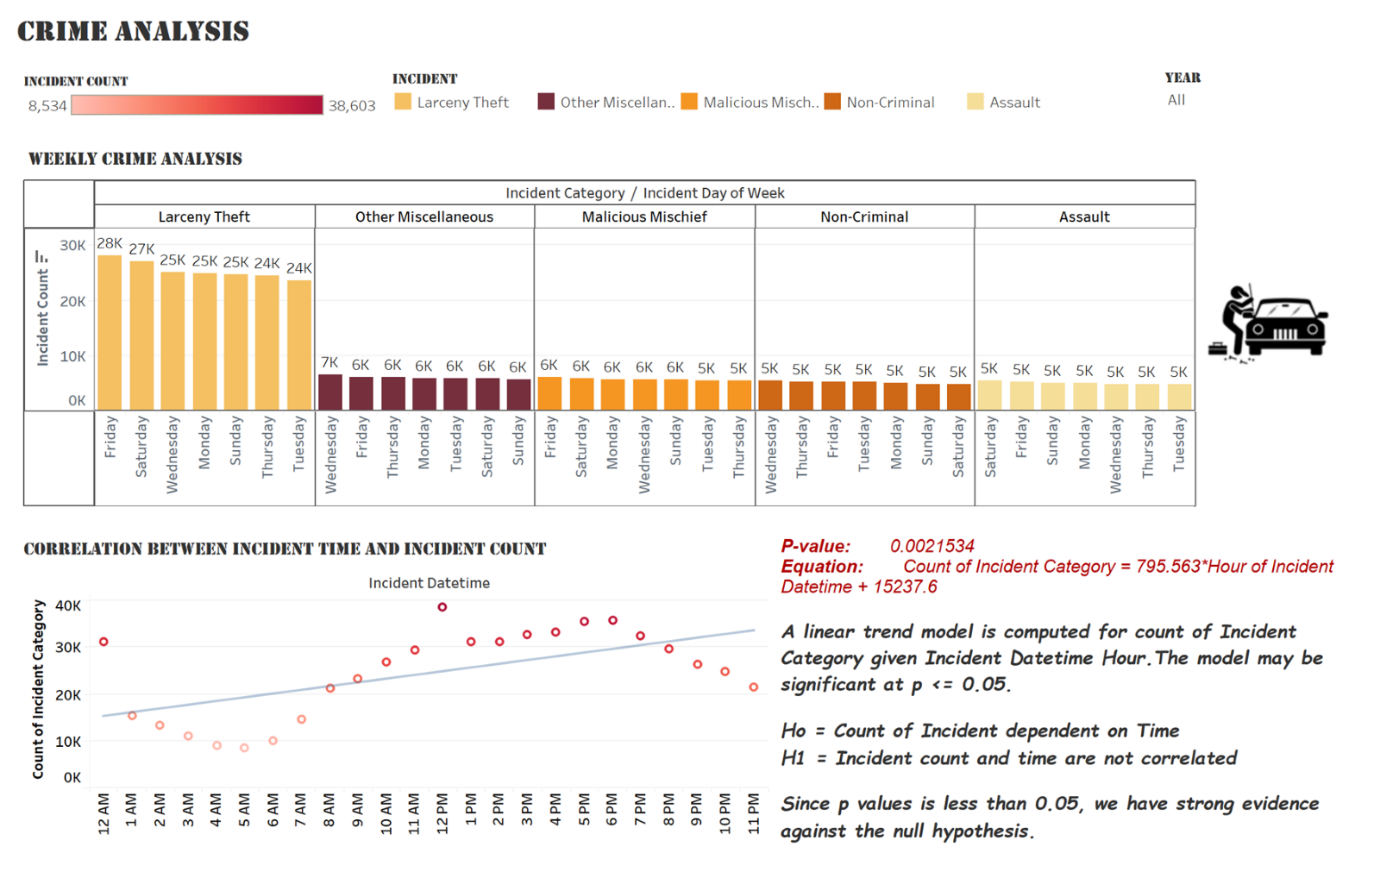 CRIME ANALYSIS
INCIDENT COUNT
8,534 38,603
INCIDENT
Larceny Theft Other Miscellan.. Malicious Misch.. Non-Criminal Assault
YEAR
All
WEEKLY CRIME ANALYSIS
Incident Category / Incident Day of Week
Larceny Theft Other Miscellaneous Malicious Mischief Non-Criminal Assault
Incident Count
30K
20K
10K
0K
28K 27K 25K 25K 25K 24K 24K
7K 6K 6K 6K 6K 6K 6K
6K 6K 6K 6K 6K 5K 5K
5K 5K 5K 5K 5K 5K 5K
5K 5K 5K 5K 5K 5K 5K
Friday Saturday Wednesday Monday Sunday Thursday Tuesday
Wednesday Friday Thursday Monday Tuesday Saturday Sunday
Friday Saturday Monday Wednesday Sunday Tuesday Thursday
Wednesday Thursday Friday Tuesday Monday Sunday Saturday
Saturday Friday Sunday Monday Wednesday Thursday Tuesday
CORRELATION BETWEEN INCIDENT TIME AND INCIDENT COUNT
Incident Datetime
Count of Incident Category
40K
30K
20K
10K
0K
12 AM 1 AM 2 AM 3 AM 4 AM 5 AM 6 AM 7 AM 8 AM 9 AM 10 AM 11 AM 12 PM 1 PM 2 PM 3 PM 4 PM 5 PM 6 PM 7 PM 8 PM 9 PM 10 PM 11 PM
P-value: 0.0021534
Equation: Count of Incident Category = 795.563*Hour of Incident
Datetime + 15237.6
A linear trend model is computed for count of Incident
Category given Incident Datetime Hour.The model may be
significant at p <= 0.05.
Ho = Count of Incident dependent on Time
H1 = Incident count and time are not correlated
Since p values is less than 0.05, we have strong evidence
against the null hypothesis.